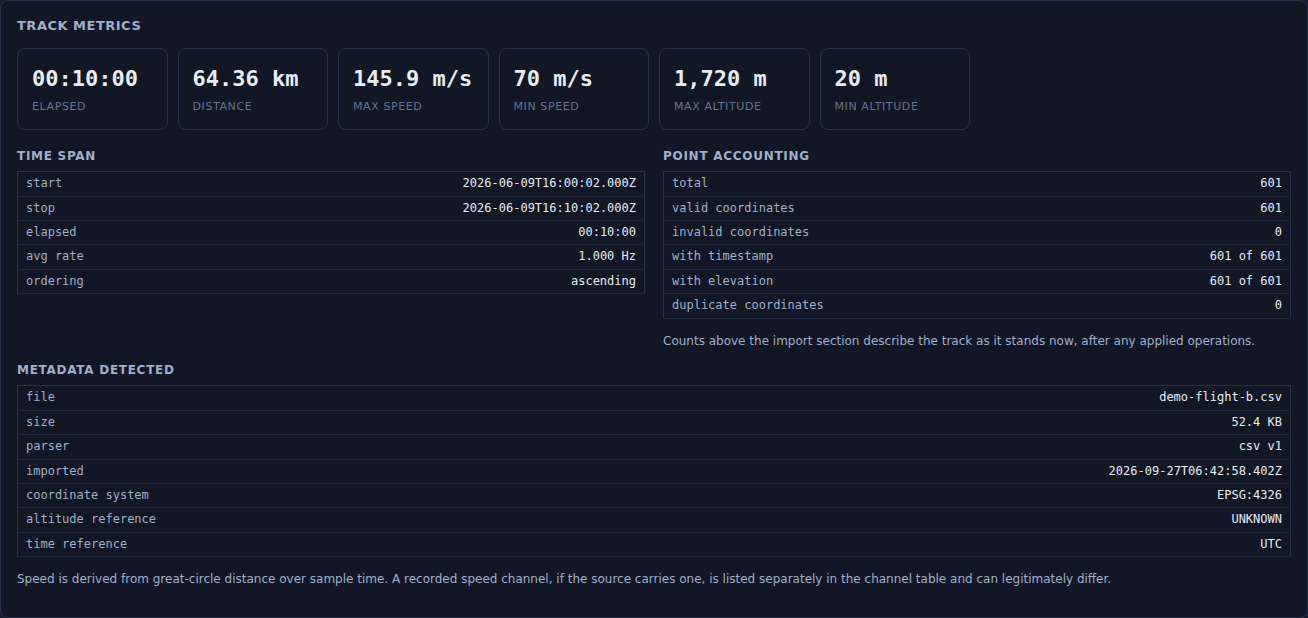 TRACK METRICS
00:10:00
ELAPSED
64.36 km
DISTANCE
145.9 m/s
MAX SPEED
70 m/s
MIN SPEED
1,720 m
MAX ALTITUDE
20 m
MIN ALTITUDE
TIME SPAN
start 2026-06-09T16:00:02.000Z
stop 2026-06-09T16:10:02.000Z
elapsed 00:10:00
avg rate 1.000 Hz
ordering ascending
POINT ACCOUNTING
total 601
valid coordinates 601
invalid coordinates 0
with timestamp 601 of 601
with elevation 601 of 601
duplicate coordinates 0
Counts above the import section describe the track as it stands now, after any applied operations.
METADATA DETECTED
file demo-flight-b.csv
size 52.4 KB
parser csv v1
imported 2026-09-27T06:42:58.402Z
coordinate system EPSG:4326
altitude reference UNKNOWN
time reference UTC
Speed is derived from great-circle distance over sample time. A recorded speed channel, if the source carries one, is listed separately in the channel table and can legitimately differ.